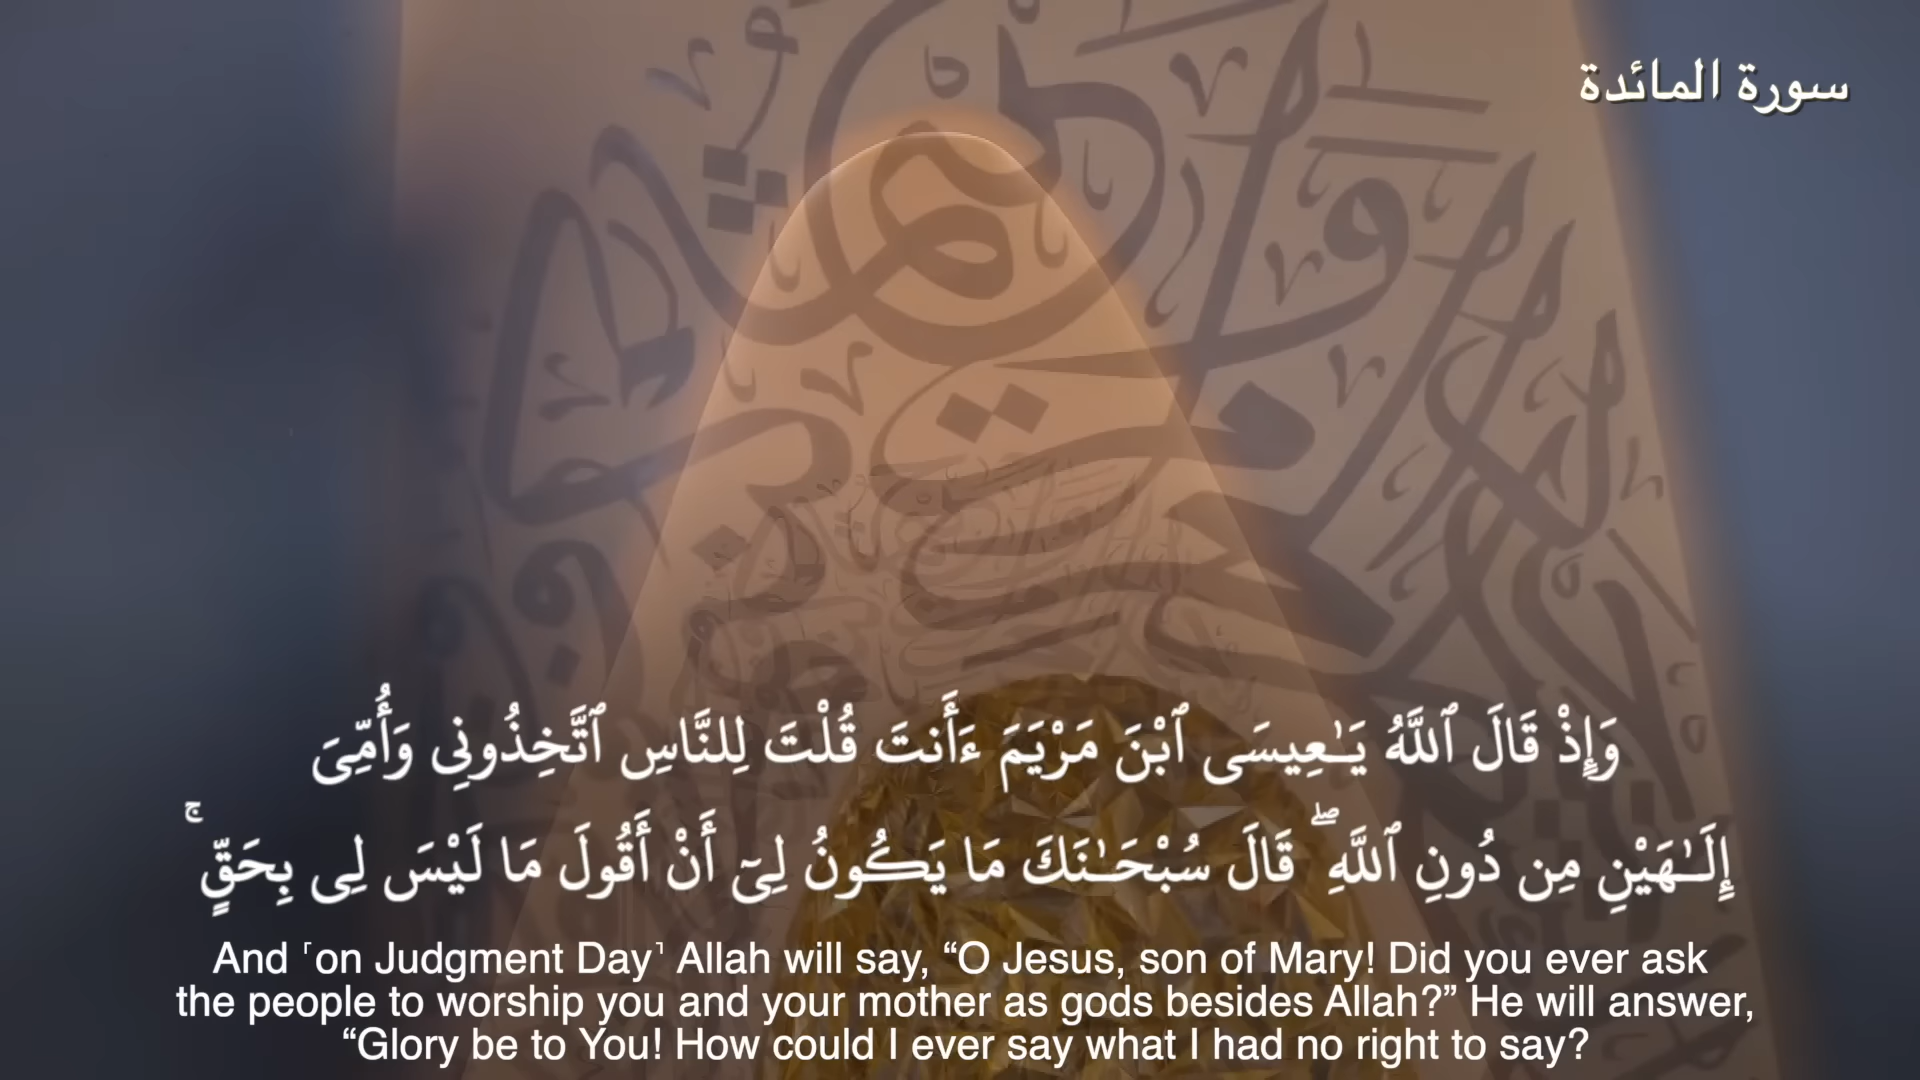 سورة المائدة
وَإِذْ قَالَ ٱللَّهُ يَـٰعِيسَى ٱبْنَ مَرْيَمَ ءَأَنتَ قُلْتَ لِلنَّاسِ ٱتَّخِذُونِى وَأُمِّىَ
إِلَـٰهَيْنِ مِن دُونِ ٱللَّهِ ۖ قَالَ سُبْحَـٰنَكَ مَا يَكُونُ لِىٓ أَنْ أَقُولَ مَا لَيْسَ لِى بِحَقٍّ ۚ
And ˹on Judgment Day˺ Allah will say, “O Jesus, son of Mary! Did you ever ask
the people to worship you and your mother as gods besides Allah?” He will answer,
“Glory be to You! How could I ever say what I had no right to say?